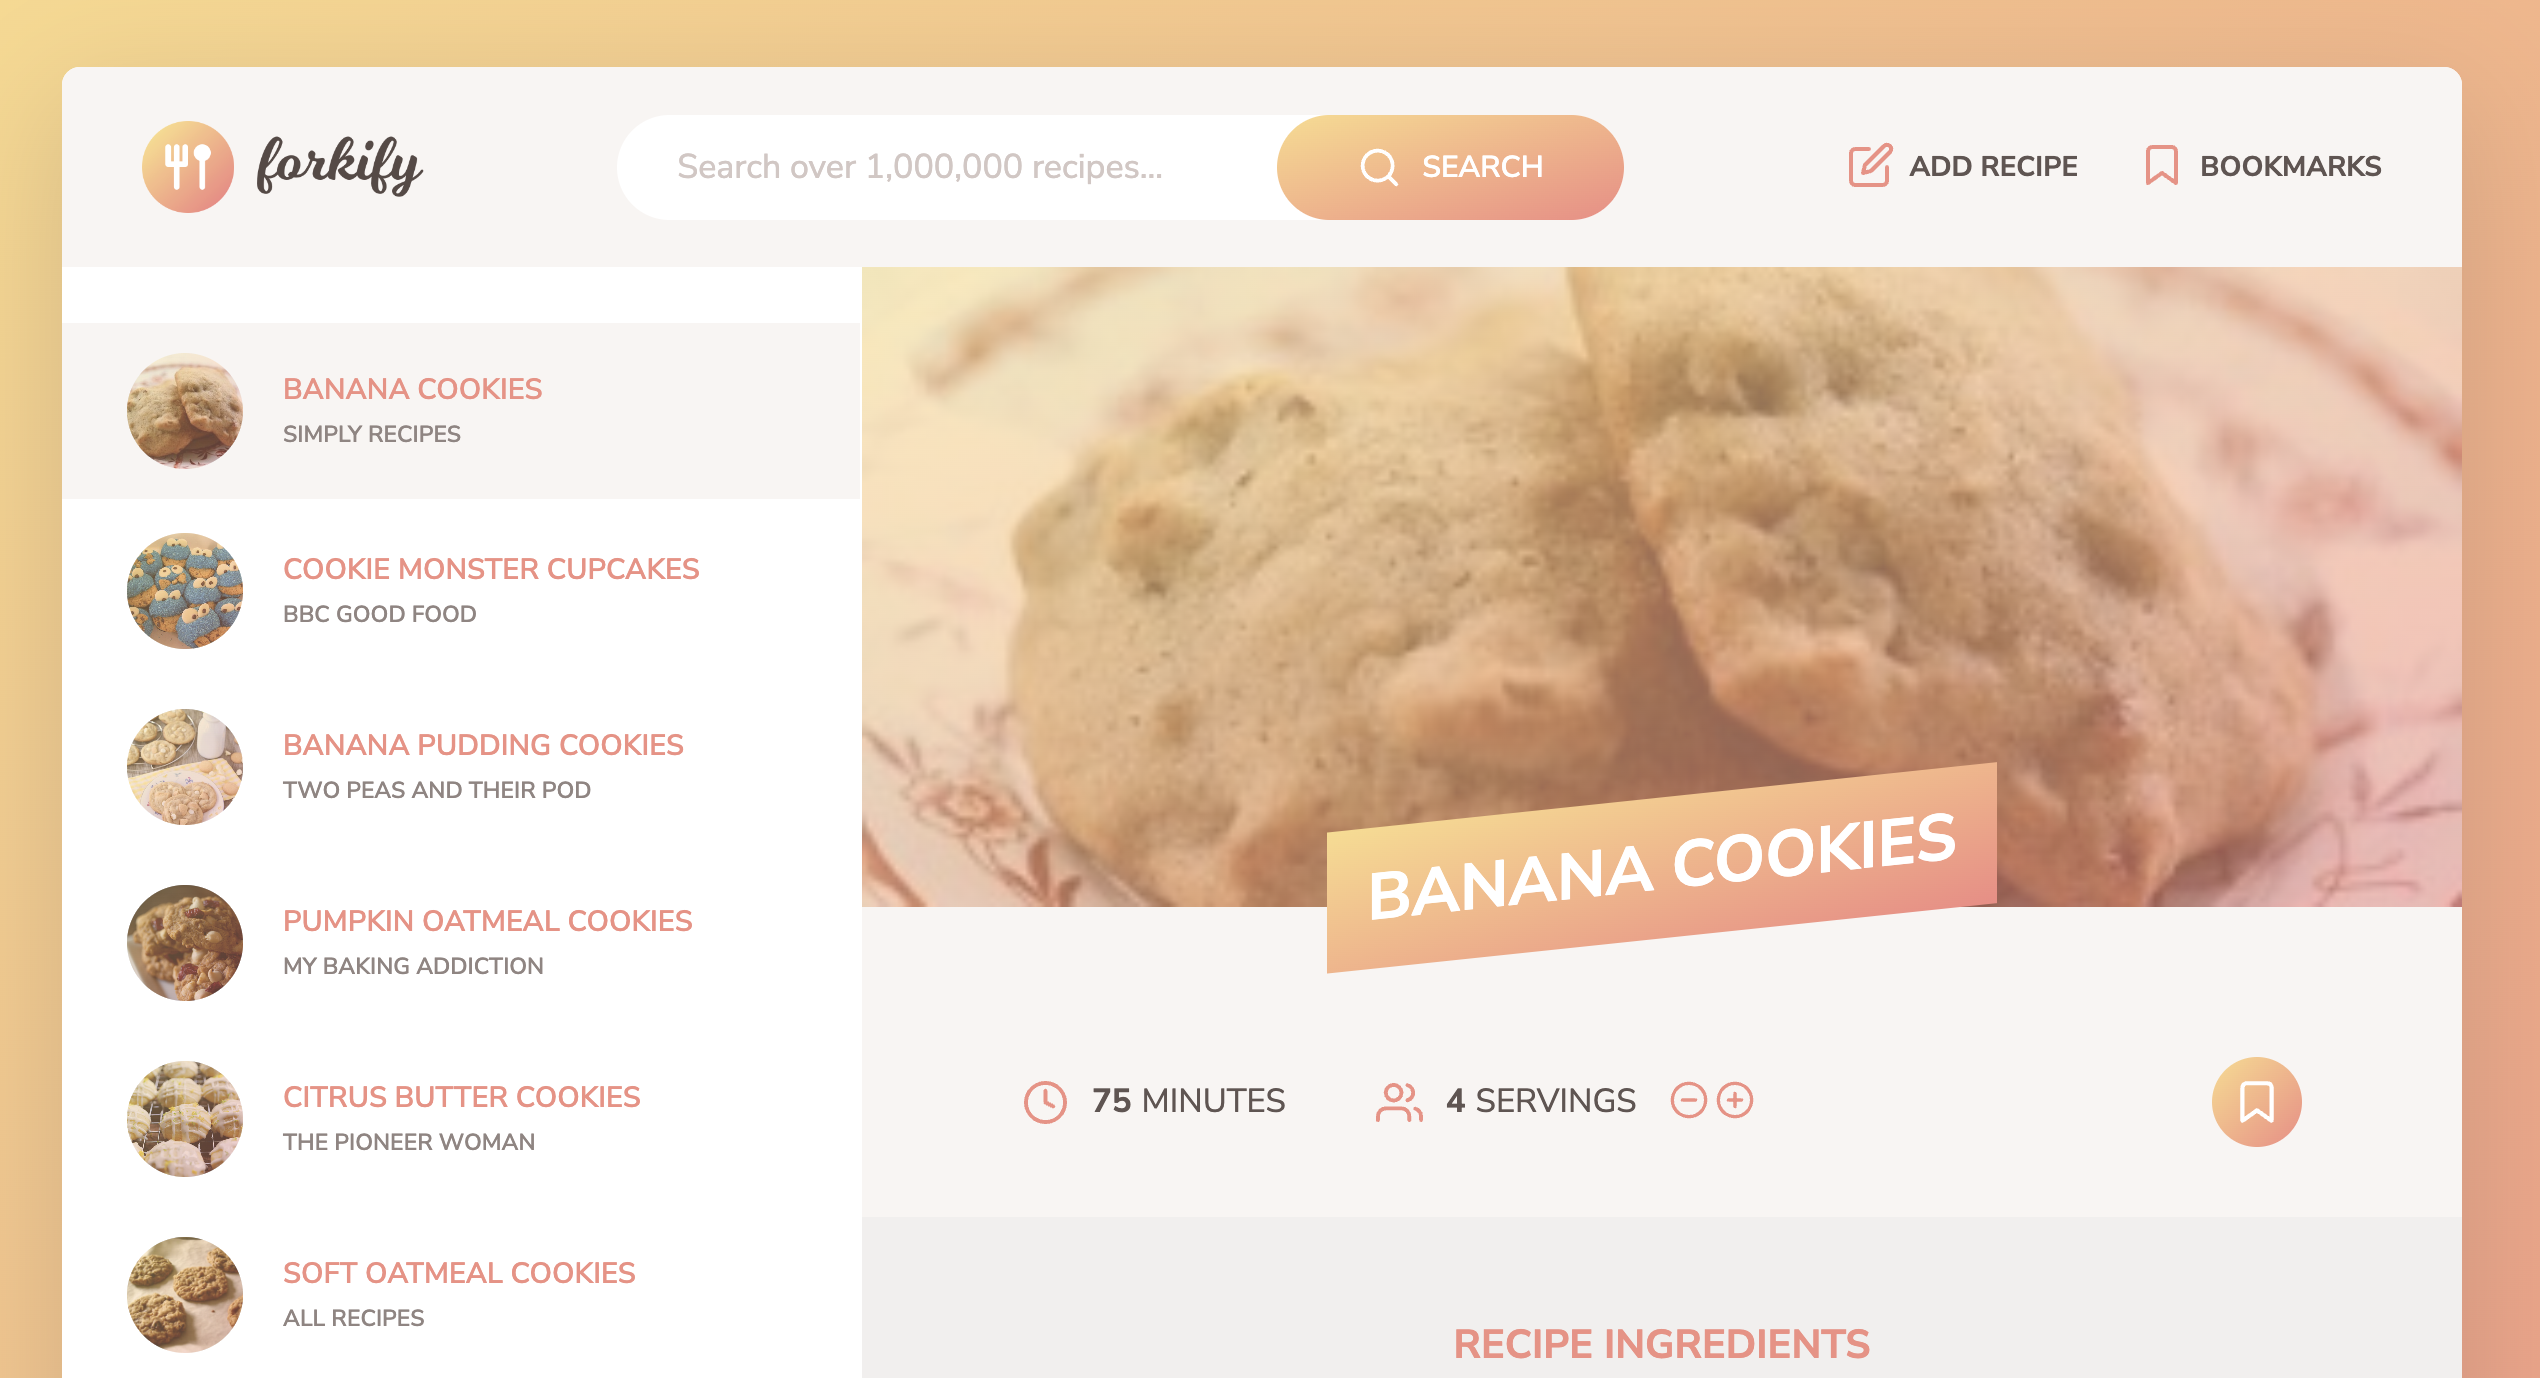 forkify
Search over 1,000,000 recipes...
SEARCH
ADD RECIPE
BOOKMARKS
BANANA COOKIES
SIMPLY RECIPES
COOKIE MONSTER CUPCAKES
BBC GOOD FOOD
BANANA PUDDING COOKIES
TWO PEAS AND THEIR POD
PUMPKIN OATMEAL COOKIES
MY BAKING ADDICTION
CITRUS BUTTER COOKIES
THE PIONEER WOMAN
SOFT OATMEAL COOKIES
ALL RECIPES
BANANA COOKIES
75 MINUTES
4 SERVINGS
RECIPE INGREDIENTS